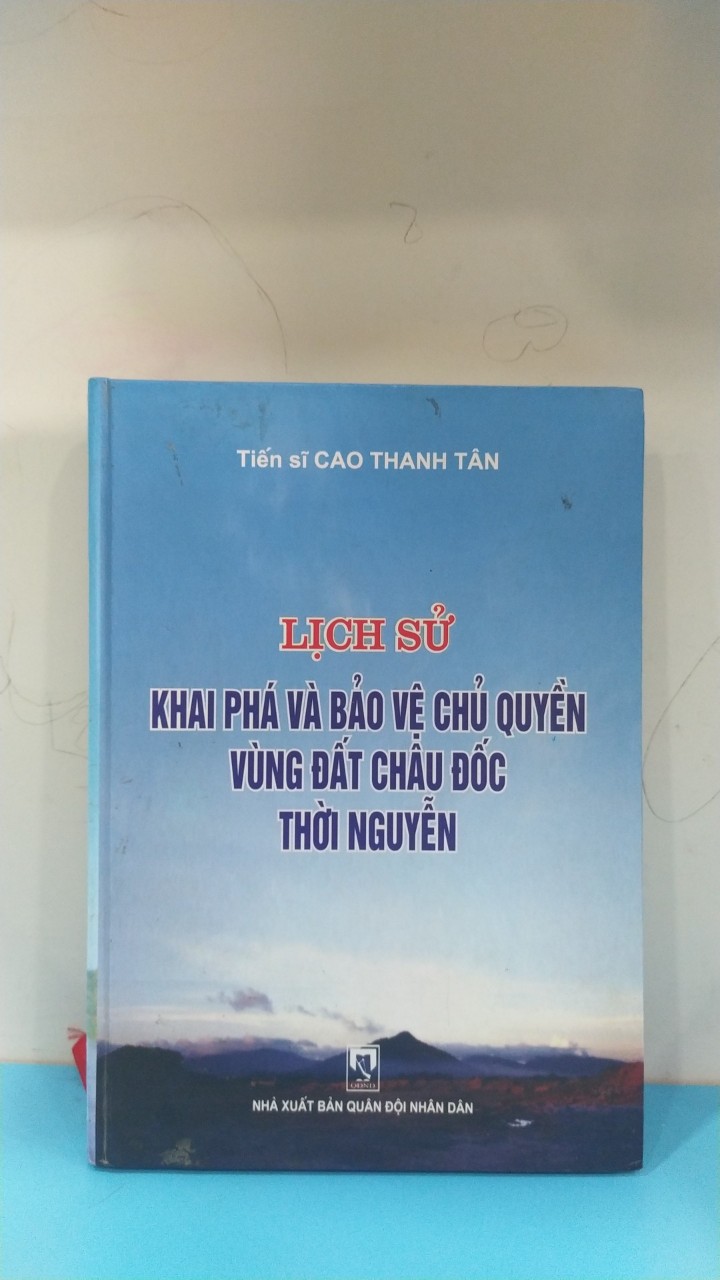 Tiến sĩ CAO THANH TÂN
LỊCH SỬ
KHAI PHÁ VÀ BẢO VỆ CHỦ QUYỀN
VÙNG ĐẤT CHÂU ĐỐC
THỜI NGUYỄN
QĐND
NHÀ XUẤT BẢN QUÂN ĐỘI NHÂN DÂN